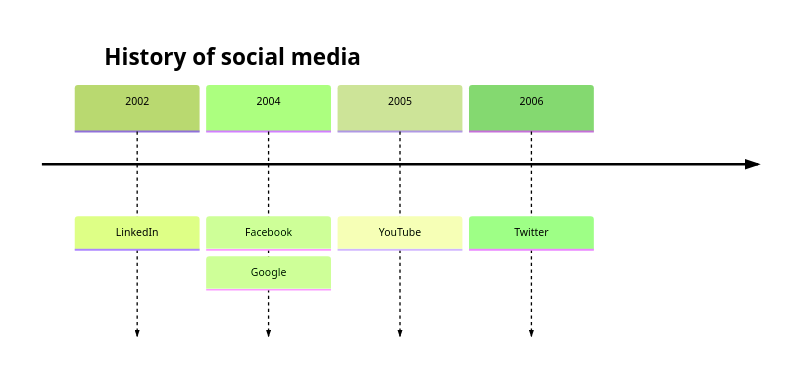 History of social media
2002
2004
2005
2006
LinkedIn
Facebook
YouTube
Twitter
Google